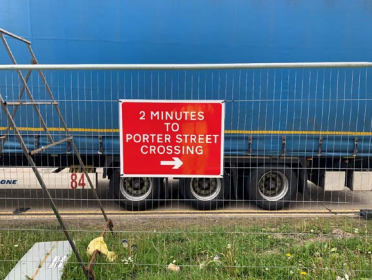 2 MINUTES
TO
PORTER STREET
CROSSING →
84